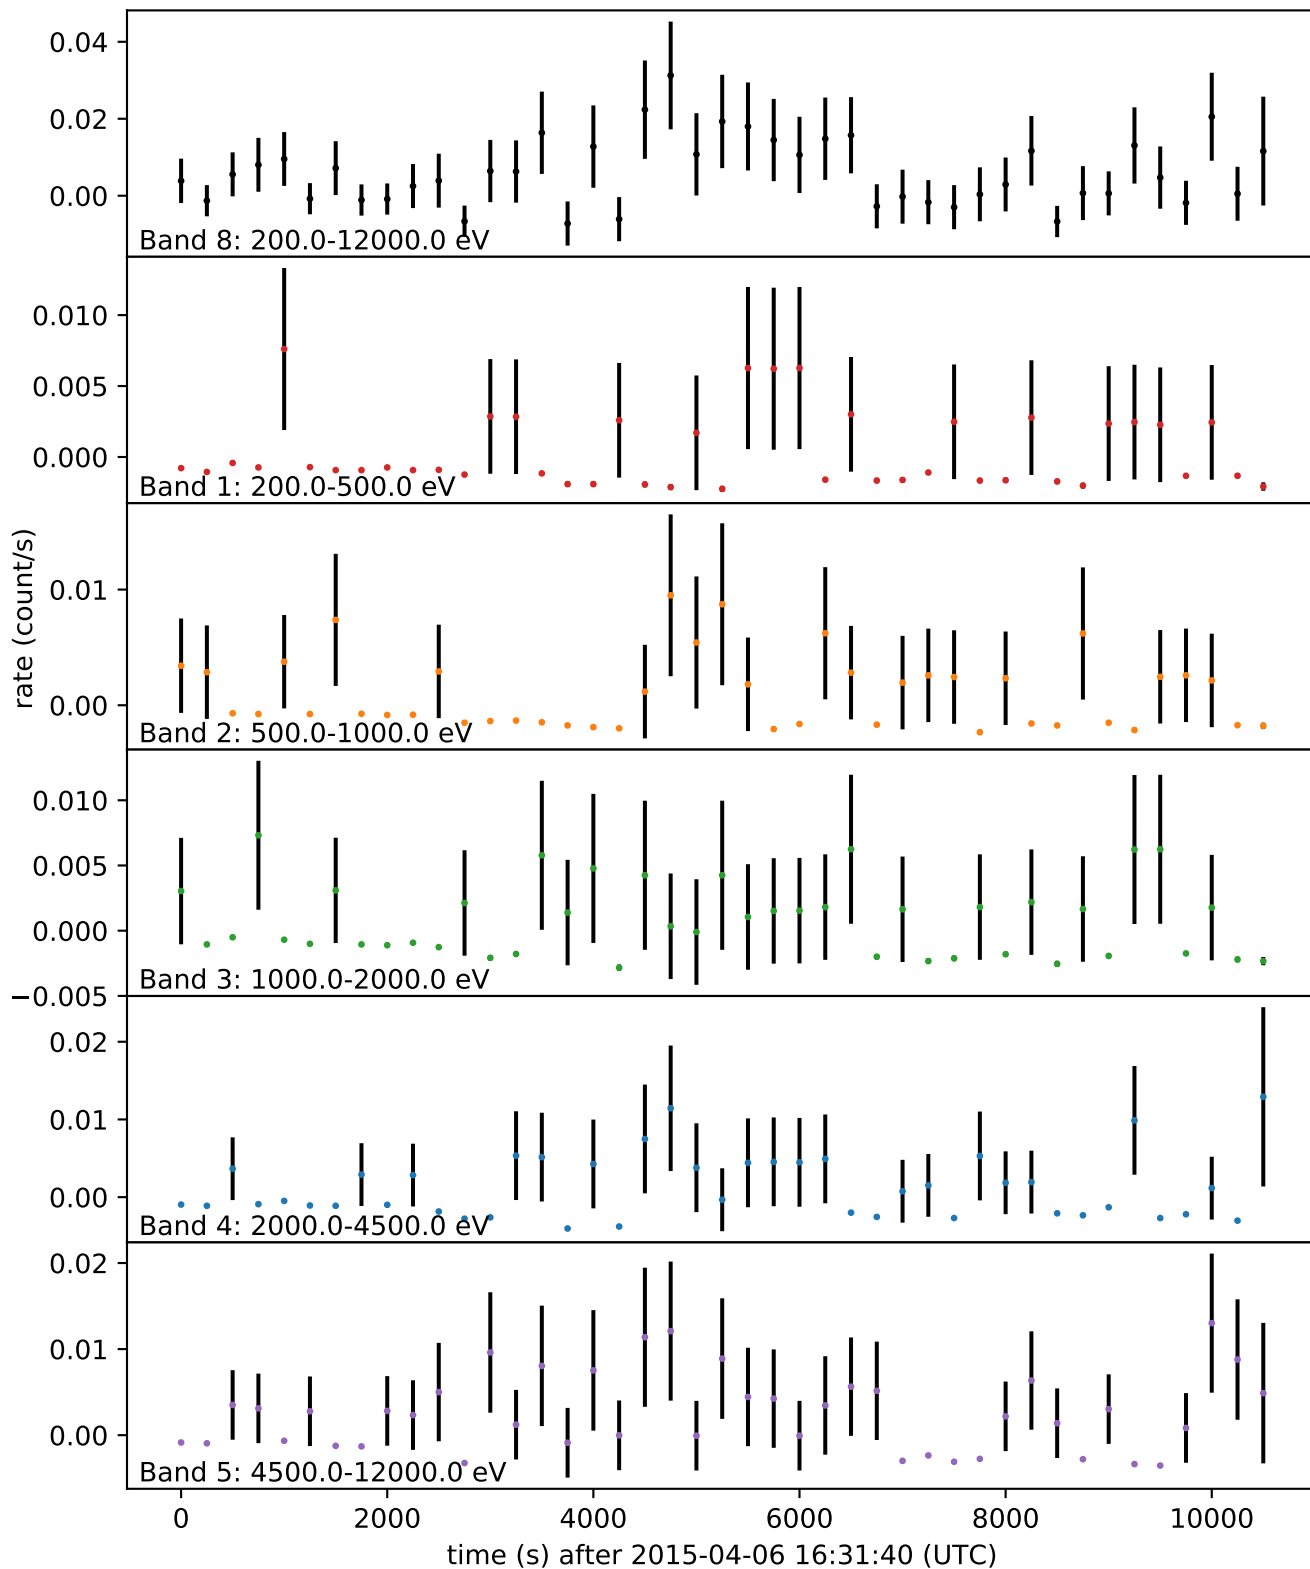 0.04
0.02
0.00
Band 8: 200.0-12000.0 eV
0.010
0.005
0.000
Band 1: 200.0-500.0 eV
rate (count/s)
0.01
0.00
Band 2: 500.0-1000.0 eV
0.010
0.005
0.000
−0.005
Band 3: 1000.0-2000.0 eV
0.02
0.01
0.00
Band 4: 2000.0-4500.0 eV
0.02
0.01
0.00
Band 5: 4500.0-12000.0 eV
0 2000 4000 6000 8000 10000
time (s) after 2015-04-06 16:31:40 (UTC)